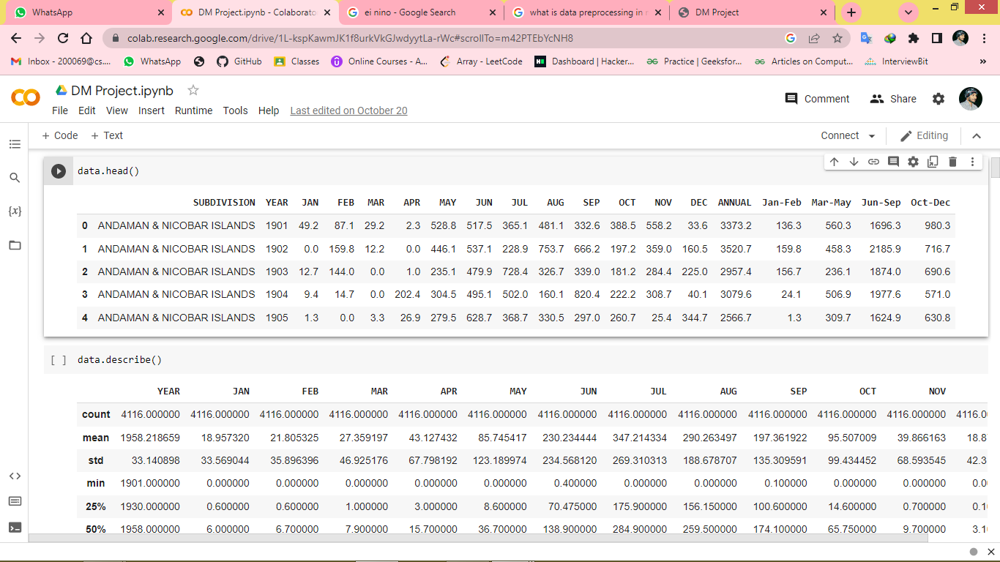 WhatsApp
DM Project.ipynb - Colaborato
ei nino - Google Search
what is data preprocessing in
DM Project
colab.research.google.com/drive/1L-kspKawmJK1f8urkVkGJwdyytLa-rWc#scrollTo=m42PTEbYcNH8
Inbox - 200069@cs.... WhatsApp GitHub Classes Online Courses - A... Array - LeetCode Dashboard | Hacker... Practice | Geeksfor... Articles on Comput... InterviewBit »
DM Project.ipynb
Comment Share
File Edit View Insert Runtime Tools Help Last edited on October 20
+ Code + Text Connect Editing
data.head()
SUBDIVISION YEAR JAN FEB MAR APR MAY JUN JUL AUG SEP OCT NOV DEC ANNUAL Jan-Feb Mar-May Jun-Sep Oct-Dec
0 ANDAMAN & NICOBAR ISLANDS 1901 49.2 87.1 29.2 2.3 528.8 517.5 365.1 481.1 332.6 388.5 558.2 33.6 3373.2 136.3 560.3 1696.3 980.3
1 ANDAMAN & NICOBAR ISLANDS 1902 0.0 159.8 12.2 0.0 446.1 537.1 228.9 753.7 666.2 197.2 359.0 160.5 3520.7 159.8 458.3 2185.9 716.7
2 ANDAMAN & NICOBAR ISLANDS 1903 12.7 144.0 0.0 1.0 235.1 479.9 728.4 326.7 339.0 181.2 284.4 225.0 2957.4 156.7 236.1 1874.0 690.6
3 ANDAMAN & NICOBAR ISLANDS 1904 9.4 14.7 0.0 202.4 304.5 495.1 502.0 160.1 820.4 222.2 308.7 40.1 3079.6 24.1 506.9 1977.6 571.0
4 ANDAMAN & NICOBAR ISLANDS 1905 1.3 0.0 3.3 26.9 279.5 628.7 368.7 330.5 297.0 260.7 25.4 344.7 2566.7 1.3 309.7 1624.9 630.8
[ ] data.describe()
YEAR JAN FEB MAR APR MAY JUN JUL AUG SEP OCT NOV
count 4116.000000 4116.000000 4116.000000 4116.000000 4116.000000 4116.000000 4116.000000 4116.000000 4116.000000 4116.000000 4116.000000 4116.000000 4116.0
mean 1958.218659 18.957320 21.805325 27.359197 43.127432 85.745417 230.234444 347.214334 290.263497 197.361922 95.507009 39.866163 18.8
std 33.140898 33.569044 35.896396 46.925176 67.798192 123.189974 234.568120 269.310313 188.678707 135.309591 99.434452 68.593545 42.3
min 1901.000000 0.000000 0.000000 0.000000 0.000000 0.000000 0.400000 0.000000 0.000000 0.100000 0.000000 0.000000 0.0
25% 1930.000000 0.600000 0.600000 1.000000 3.000000 8.600000 70.475000 175.900000 156.150000 100.600000 14.600000 0.700000 0.1
50% 1958.000000 6.000000 6.700000 7.900000 15.700000 36.700000 138.900000 284.900000 259.500000 174.100000 65.750000 9.700000 3.1